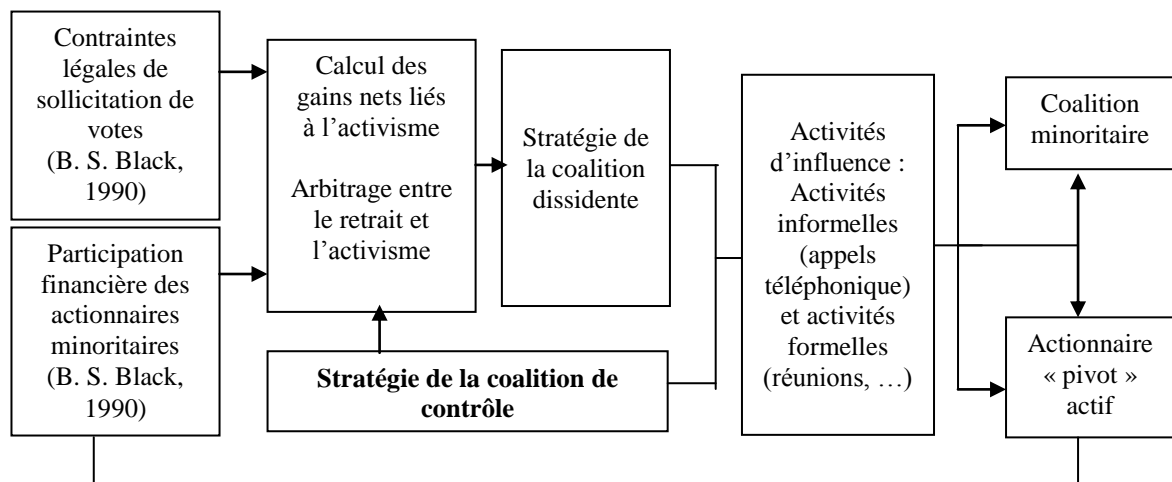 Contraintes
légales de
sollicitation de
votes
(B. S. Black,
1990)
Participation
financière des
actionnaires
minoritaires
(B. S. Black,
1990)
Calcul des
gains nets liés
à l’activisme
Arbitrage entre
le retrait et
l’activisme
Stratégie de la coalition de
contrôle
Stratégie de
la coalition
dissidente
Activités
d’influence :
Activités
informelles
(appels
téléphonique)
et activités
formelles
(réunions, …)
Coalition
minoritaire
Actionnaire
« pivot »
actif